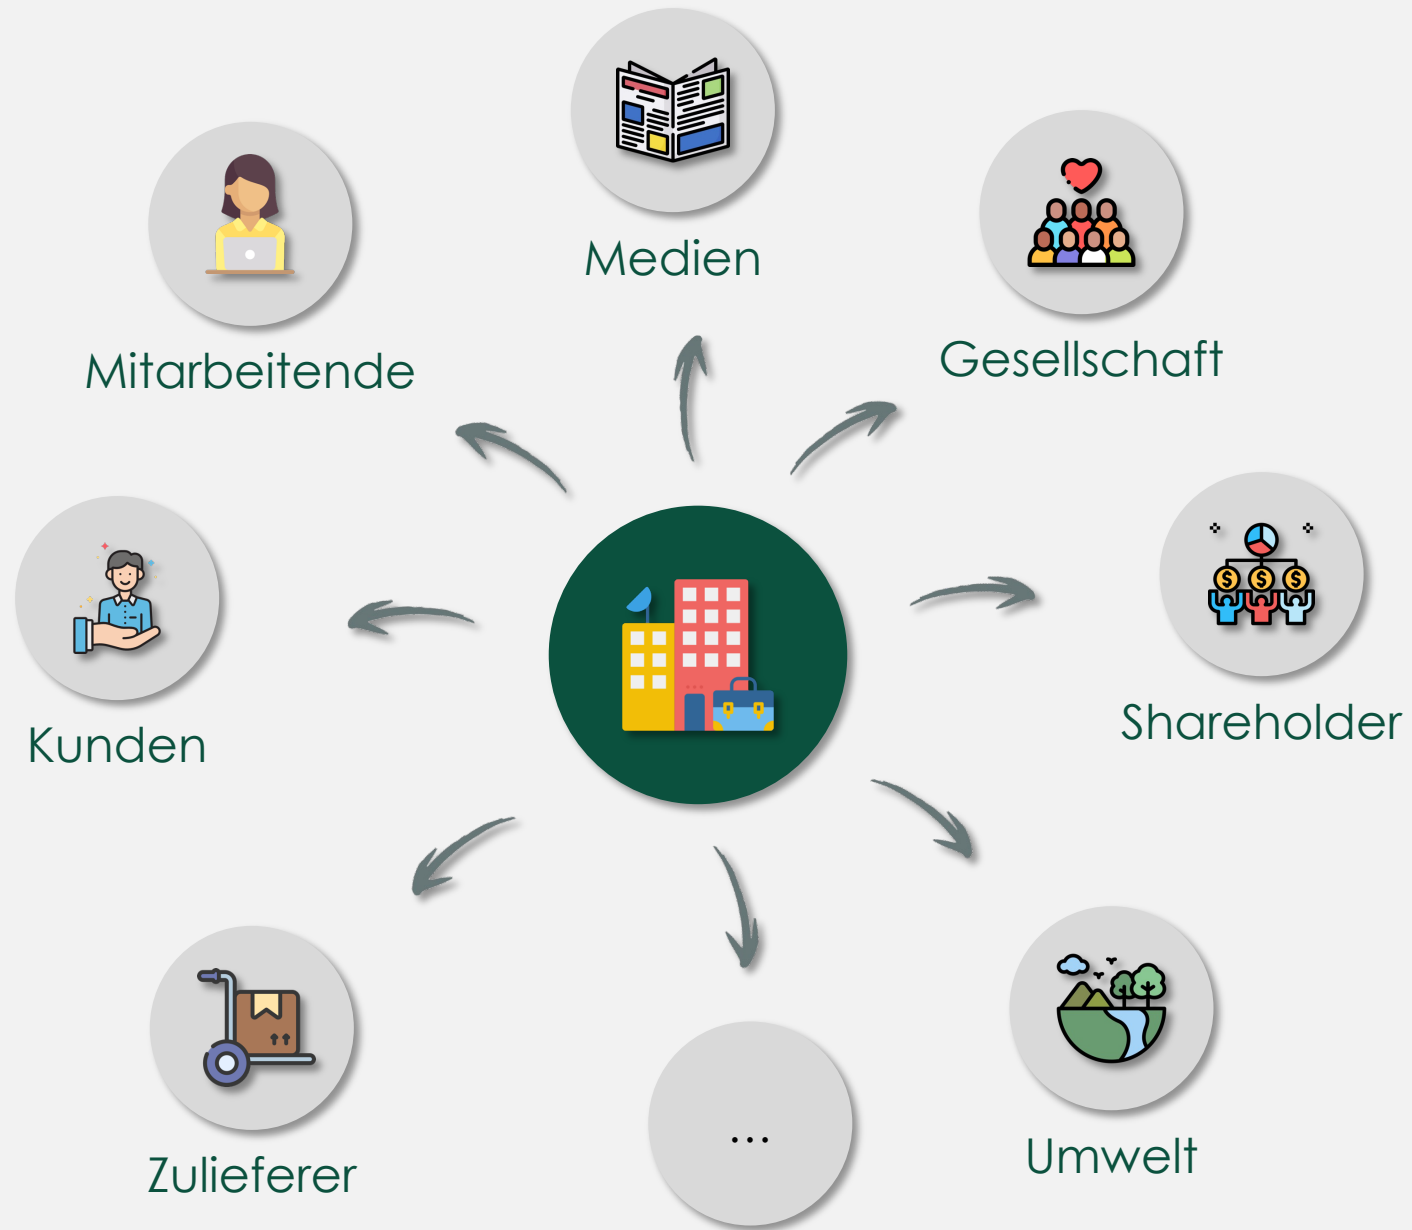 Medien
Mitarbeitende
Gesellschaft
Kunden
Shareholder
Zulieferer
...
Umwelt